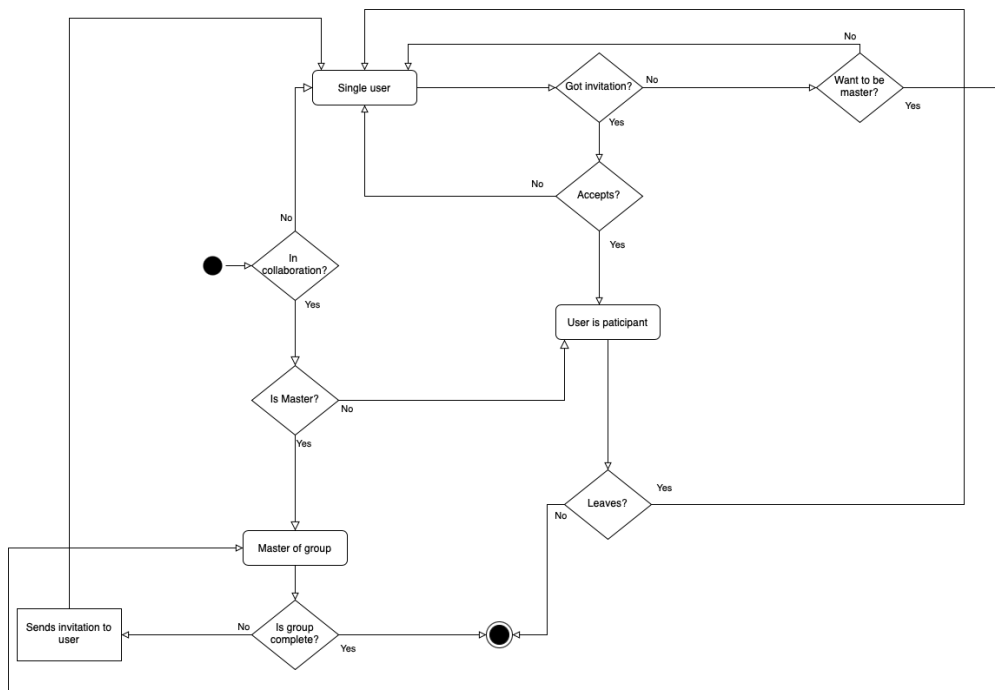 No
Single user
Got invitation?
No
Want to be
master?
Yes
Yes
No
Accepts?
No
Yes
In
collaboration?
Yes
User is paticipant
Is Master?
No
Yes
Leaves?
Yes
No
Master of group
Sends invitation to
user
No
Is group
complete?
Yes